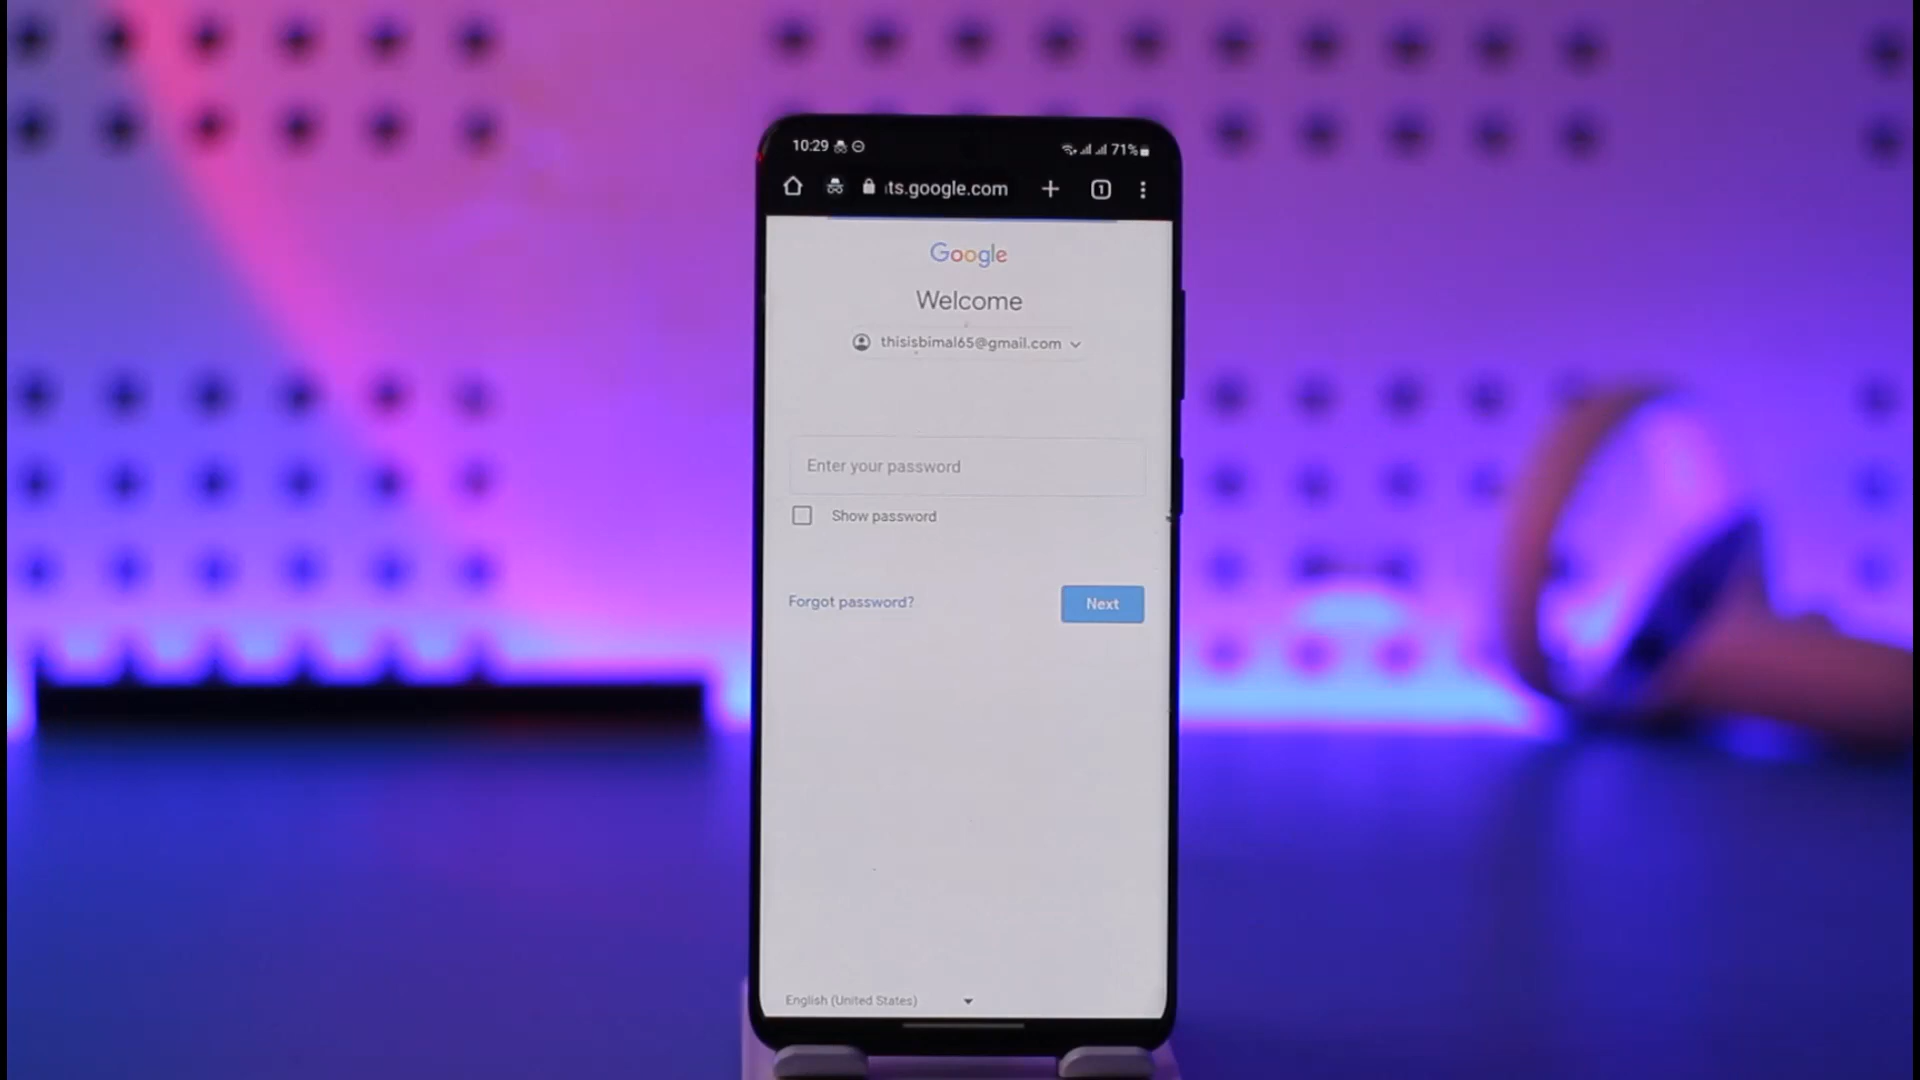 10:29 71%
ts.google.com 1
Google
Welcome
thisisbimal65@gmail.com
Enter your password
Show password
Forgot password? Next
English (United States)